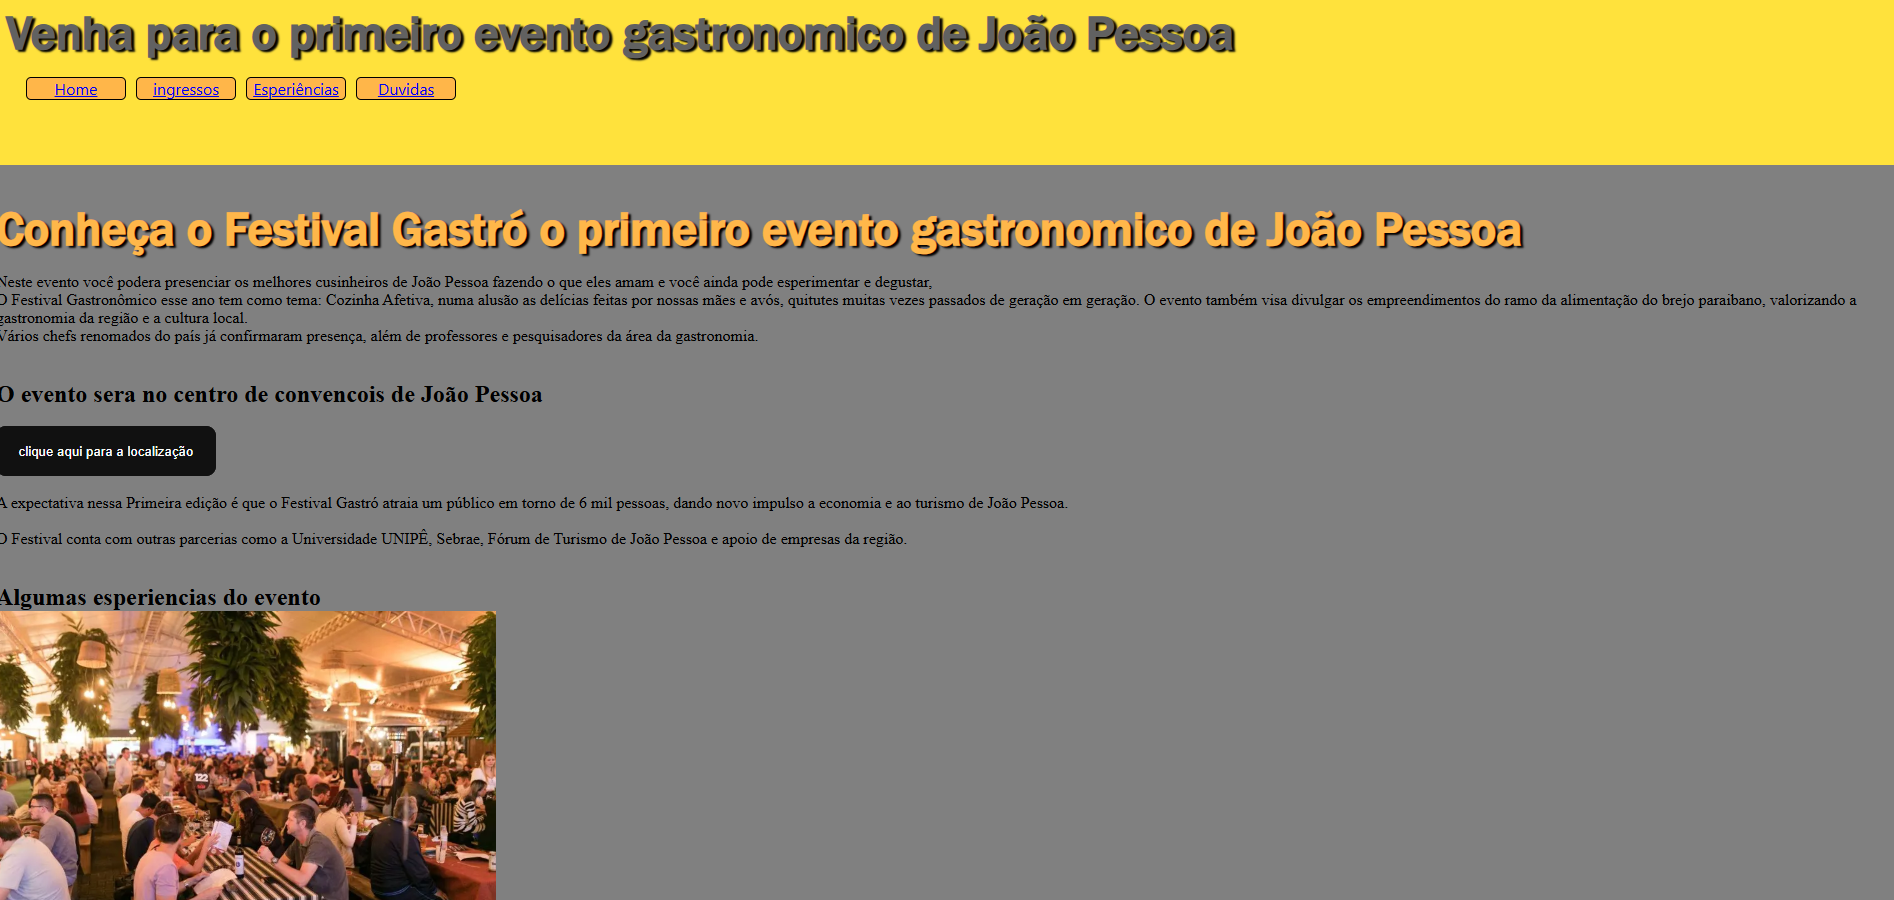 Venha para o primeiro evento gastronomico de João Pessoa
Home ingressos Esperiências Duvidas
Conheça o Festival Gastró o primeiro evento gastronomico de João Pessoa
Neste evento você podera presenciar os melhores cusinheiros de João Pessoa fazendo o que eles amam e você ainda pode esperimentar e degustar,
O Festival Gastronômico esse ano tem como tema: Cozinha Afetiva, numa alusão as delícias feitas por nossas mães e avós, quitutes muitas vezes passados de geração em geração. O evento também visa divulgar os empreendimentos do ramo da alimentação do brejo paraibano, valorizando a
gastronomia da região e a cultura local.
Vários chefs renomados do país já confirmaram presença, além de professores e pesquisadores da área da gastronomia.
O evento sera no centro de convencois de João Pessoa
clique aqui para a localização
A expectativa nessa Primeira edição é que o Festival Gastró atraia um público em torno de 6 mil pessoas, dando novo impulso a economia e ao turismo de João Pessoa.
O Festival conta com outras parcerias como a Universidade UNIPÊ, Sebrae, Fórum de Turismo de João Pessoa e apoio de empresas da região.
Algumas esperiencias do evento
122